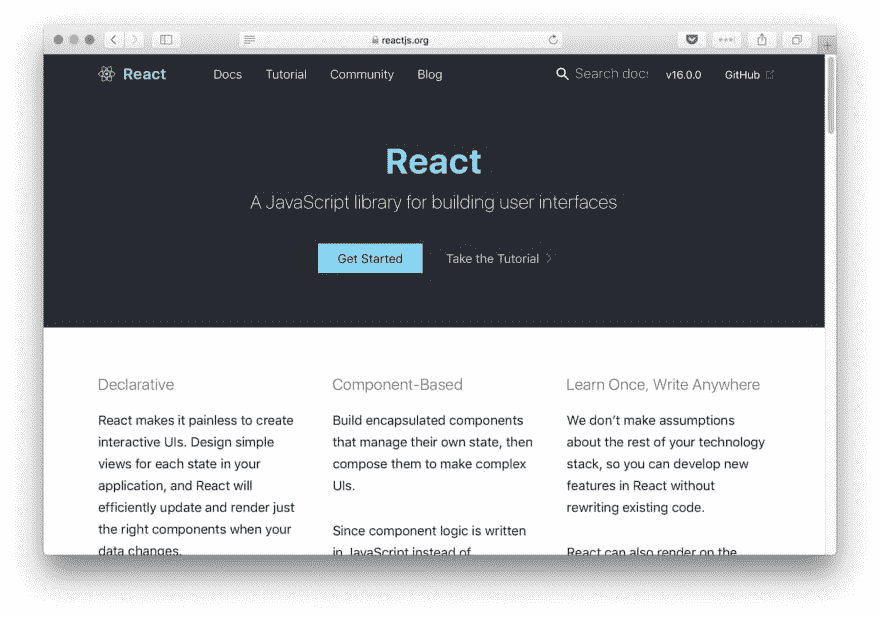 reactjs.org
React
Docs
Tutorial
Community
Blog
Search docs
v16.0.0
GitHub
React
A JavaScript library for building user interfaces
Get Started
Take the Tutorial
Declarative
React makes it painless to create
interactive UIs. Design simple
views for each state in your
application, and React will
efficiently update and render just
the right components when your
data changes.
Component-Based
Build encapsulated components
that manage their own state, then
compose them to make complex
UIs.
Since component logic is written
in JavaScript instead of
Learn Once, Write Anywhere
We don’t make assumptions
about the rest of your technology
stack, so you can develop new
features in React without
rewriting existing code.
React can also render on the